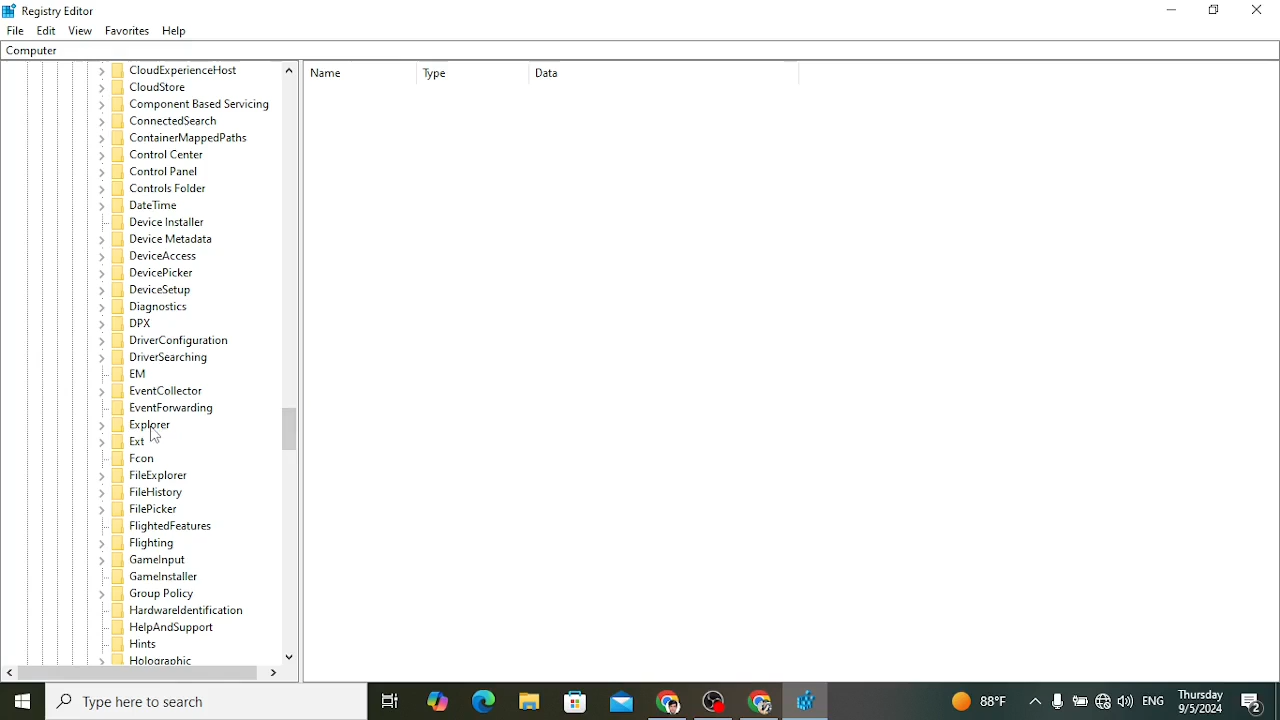 Registry Editor
File Edit View Favorites Help
Computer
CloudExperienceHost
CloudStore
Component Based Servicing
ConnectedSearch
ContainerMappedPaths
Control Center
Control Panel
Controls Folder
DateTime
Device Installer
Device Metadata
DeviceAccess
DevicePicker
DeviceSetup
Diagnostics
DPX
DriverConfiguration
DriverSearching
EM
EventCollector
EventForwarding
Explorer
Ext
Fcon
FileExplorer
FileHistory
FilePicker
FlightedFeatures
Flighting
GameInput
GameInstaller
Group Policy
HardwareIdentification
HelpAndSupport
Hints
Holographic
Name Type Data
Type here to search
88°F
ENG
Thursday
9/5/2024
2